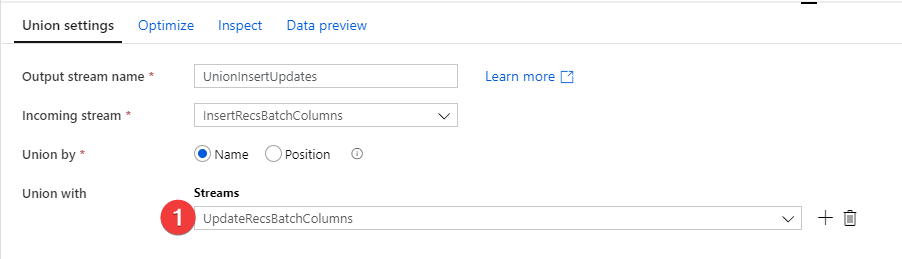 Union settings Optimize Inspect Data preview
Output stream name * UnionInsertUpdates Learn more
Incoming stream * InsertRecsBatchColumns
Union by * Name Position
Union with Streams
1 UpdateRecsBatchColumns